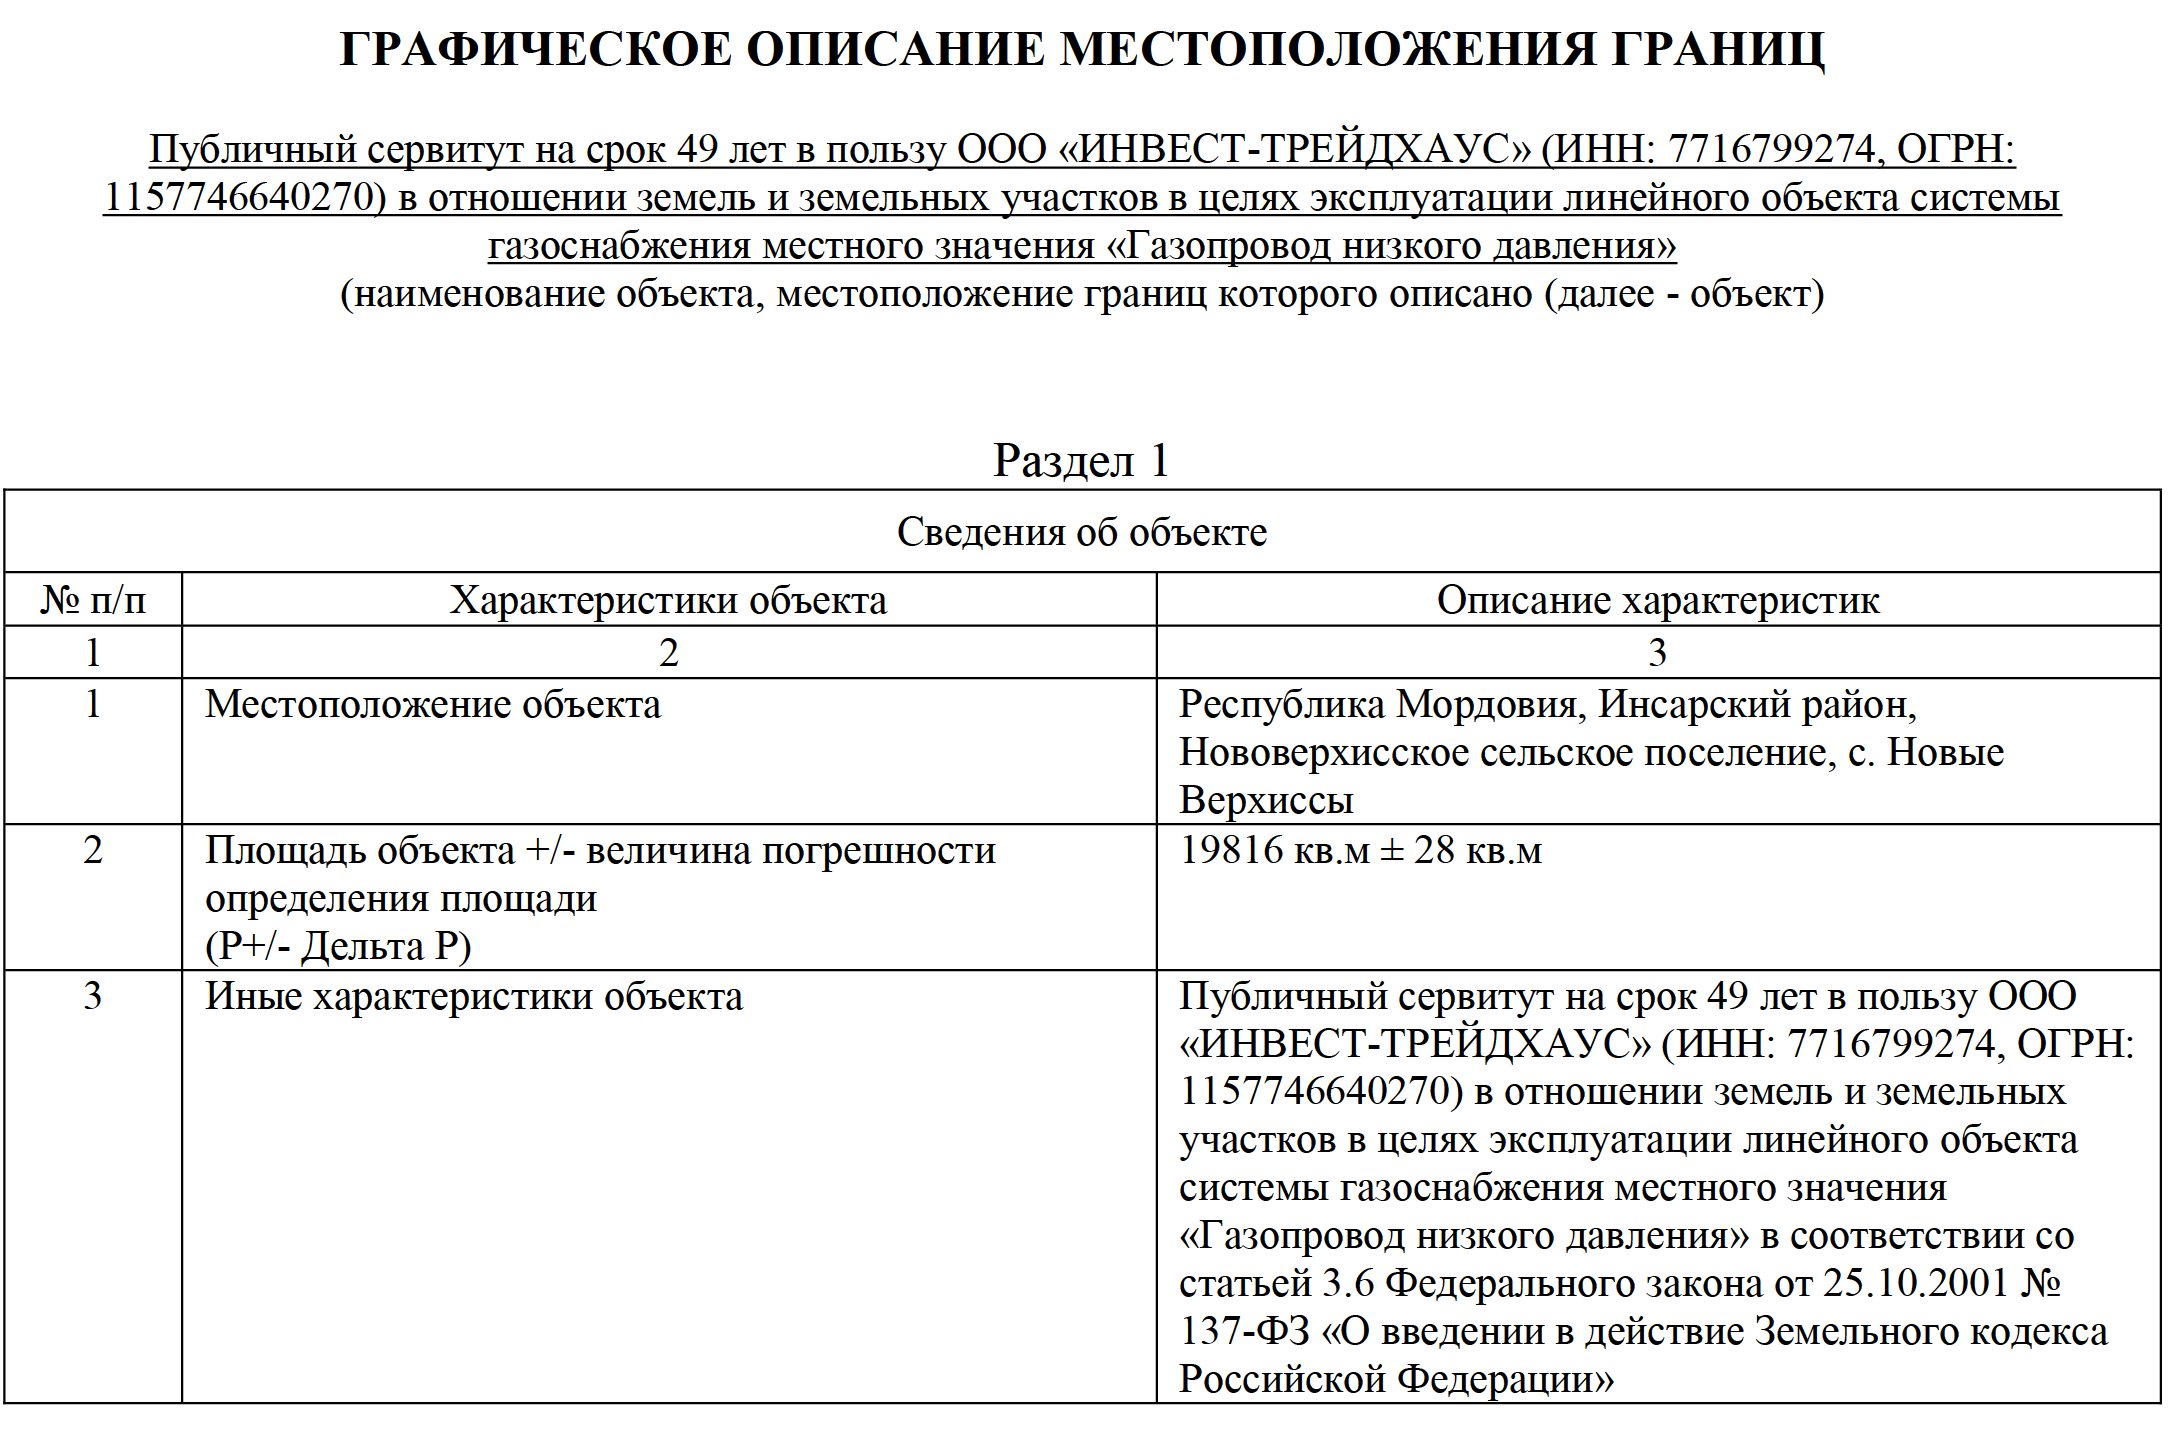 ГРАФИЧЕСКОЕ ОПИСАНИЕ МЕСТОПОЛОЖЕНИЯ ГРАНИЦ
Публичный сервитут на срок 49 лет в пользу ООО «ИНВЕСТ-ТРЕЙДХАУС» (ИНН: 7716799274, ОГРН:
1157746640270) в отношении земель и земельных участков в целях эксплуатации линейного объекта системы
газоснабжения местного значения «Газопровод низкого давления»
(наименование объекта, местоположение границ которого описано (далее - объект)
Раздел 1
Сведения об объекте
№ п/п Характеристики объекта Описание характеристик
1 2 3
1 Местоположение объекта Республика Мордовия, Инсарский район,
Нововерхисское сельское поселение, с. Новые
Верхиссы
2 Площадь объекта +/- величина погрешности 19816 кв.м ± 28 кв.м
определения площади
(Р+/- Дельта Р)
3 Иные характеристики объекта Публичный сервитут на срок 49 лет в пользу ООО
«ИНВЕСТ-ТРЕЙДХАУС» (ИНН: 7716799274, ОГРН:
1157746640270) в отношении земель и земельных
участков в целях эксплуатации линейного объекта
системы газоснабжения местного значения
«Газопровод низкого давления» в соответствии со
статьей 3.6 Федерального закона от 25.10.2001 №
137-ФЗ «О введении в действие Земельного кодекса
Российской Федерации»